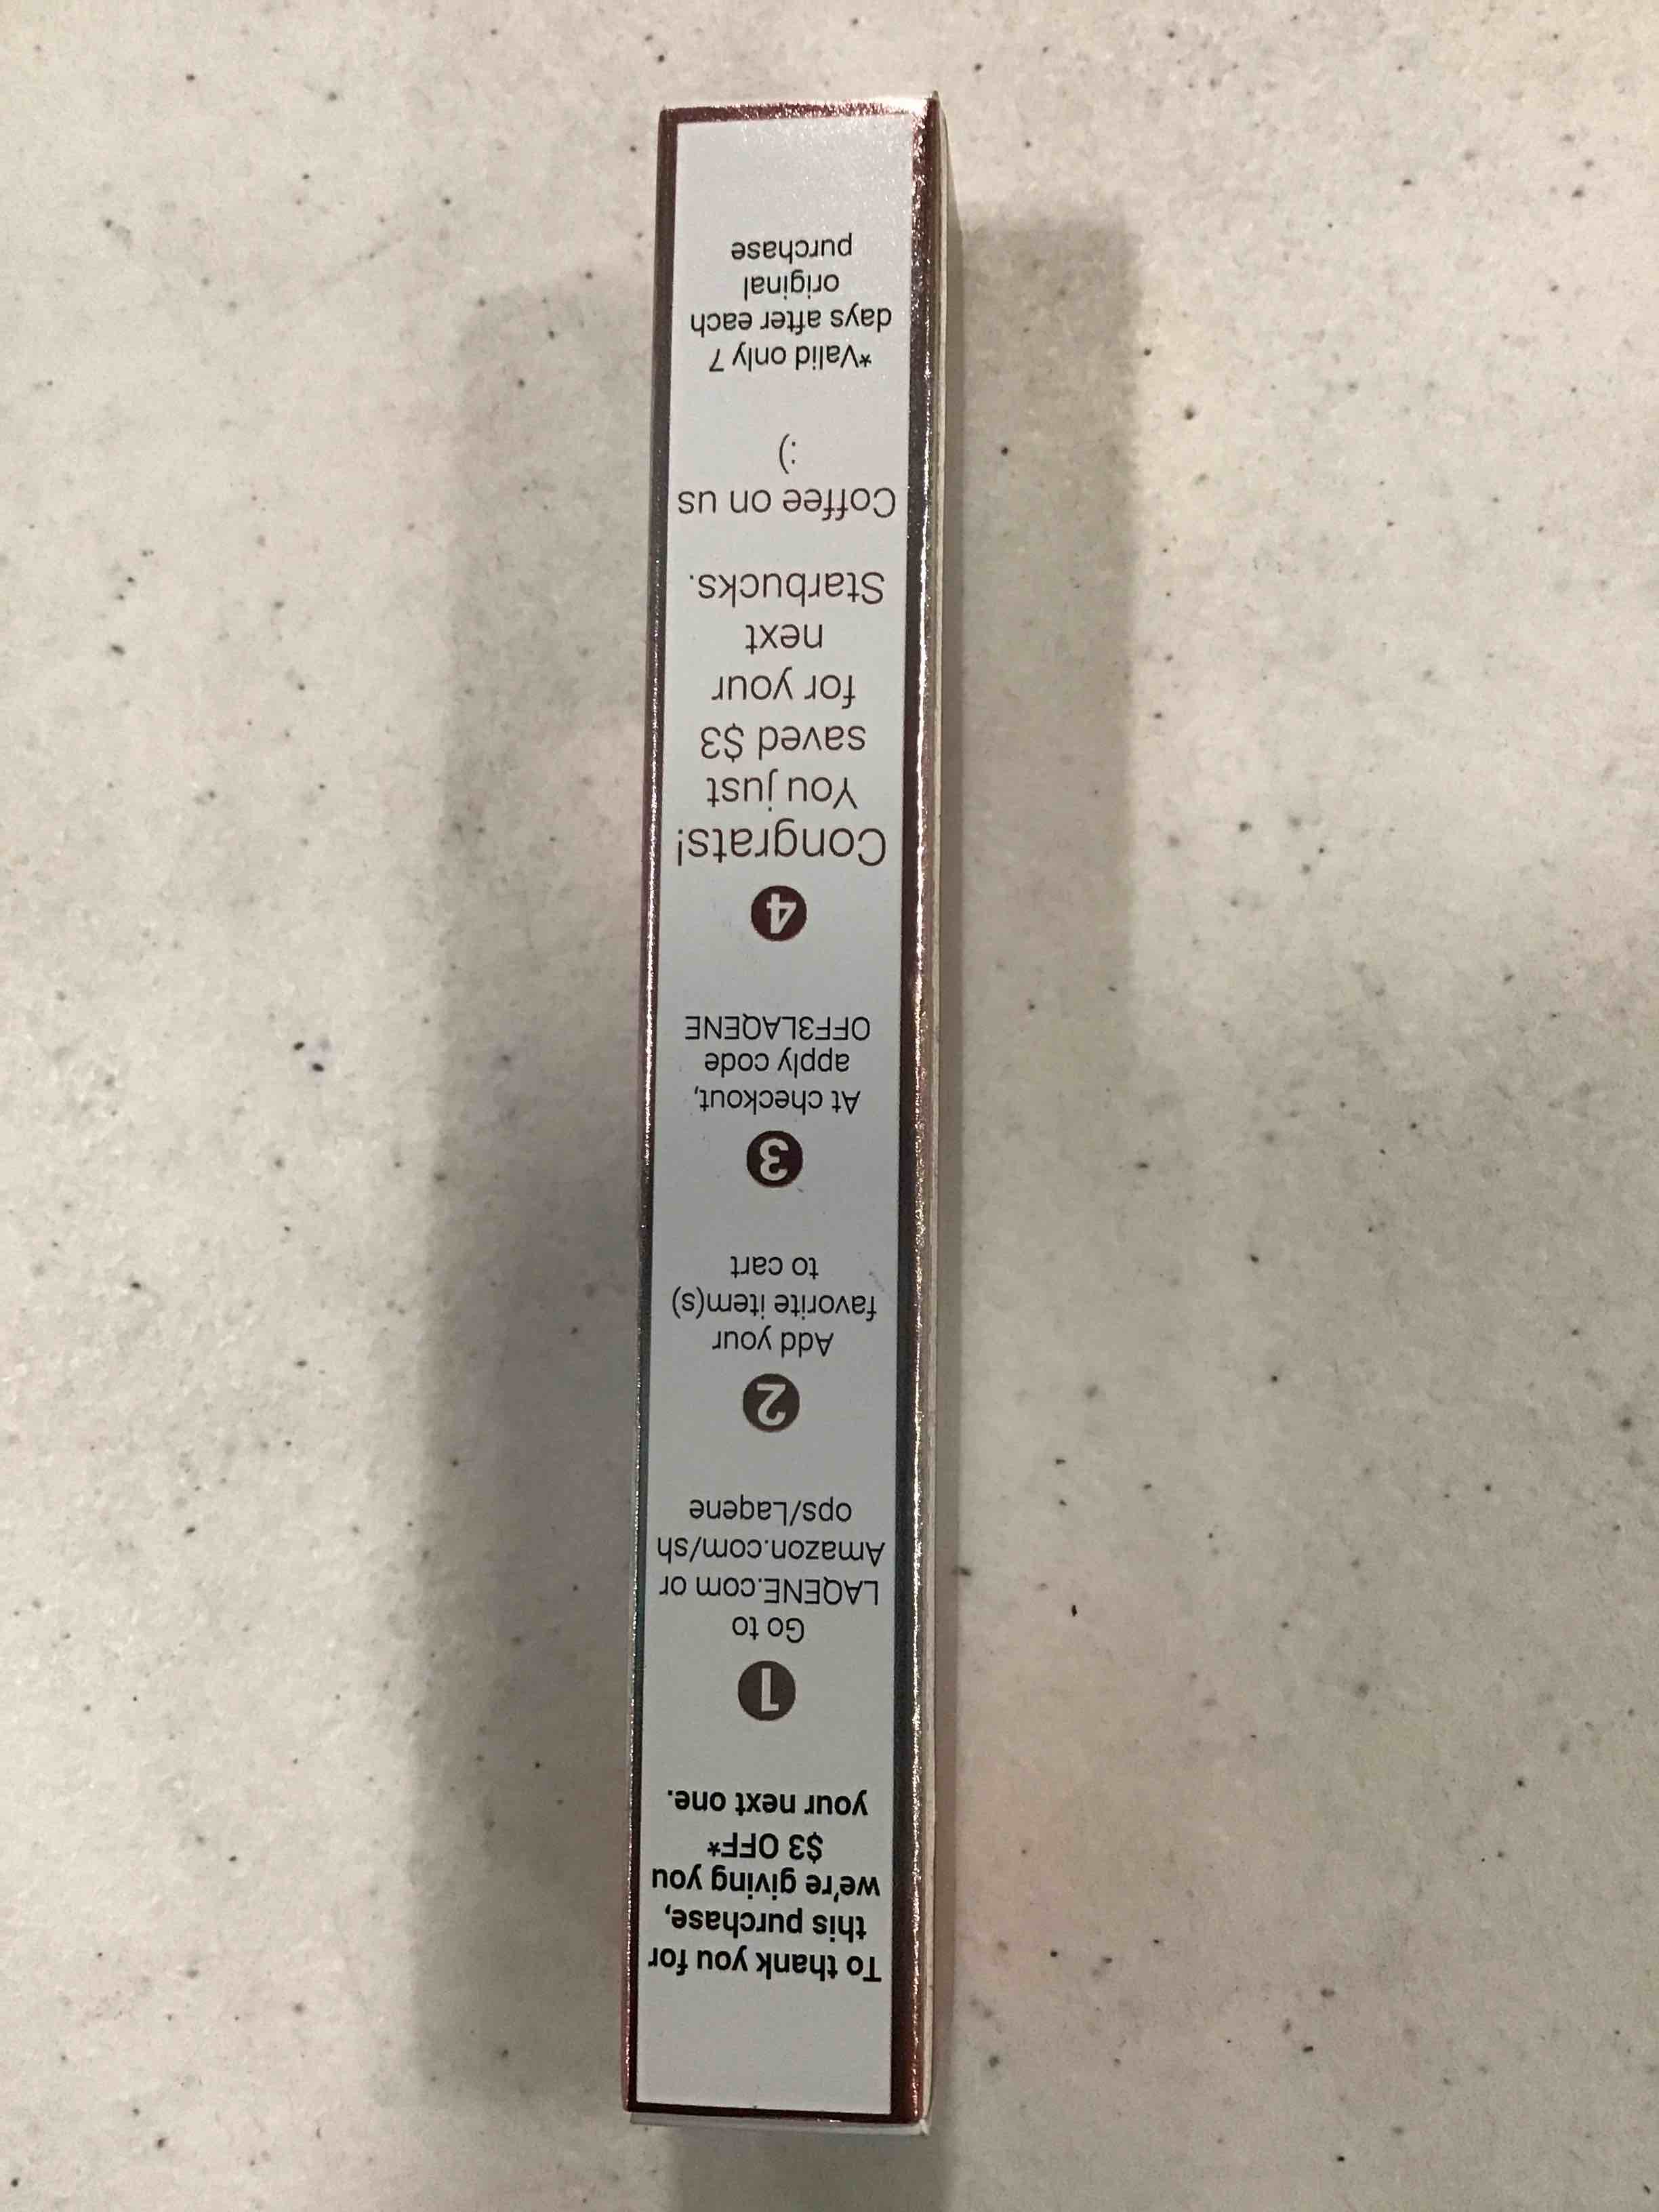 To thank you for
this purchase,
we're giving you
$3 OFF*
your next one.
1
Go to
LAQENE.com or
Amazon.com/sh
ops/Laqene
2
Add your
favorite item(s)
to cart
3
At checkout,
apply code
OFF3LAQENE
4
Congrats!
You just
saved $3
for your
next
Starbucks.
Coffee on us
:)
*Valid only 7
days after each
original
purchase